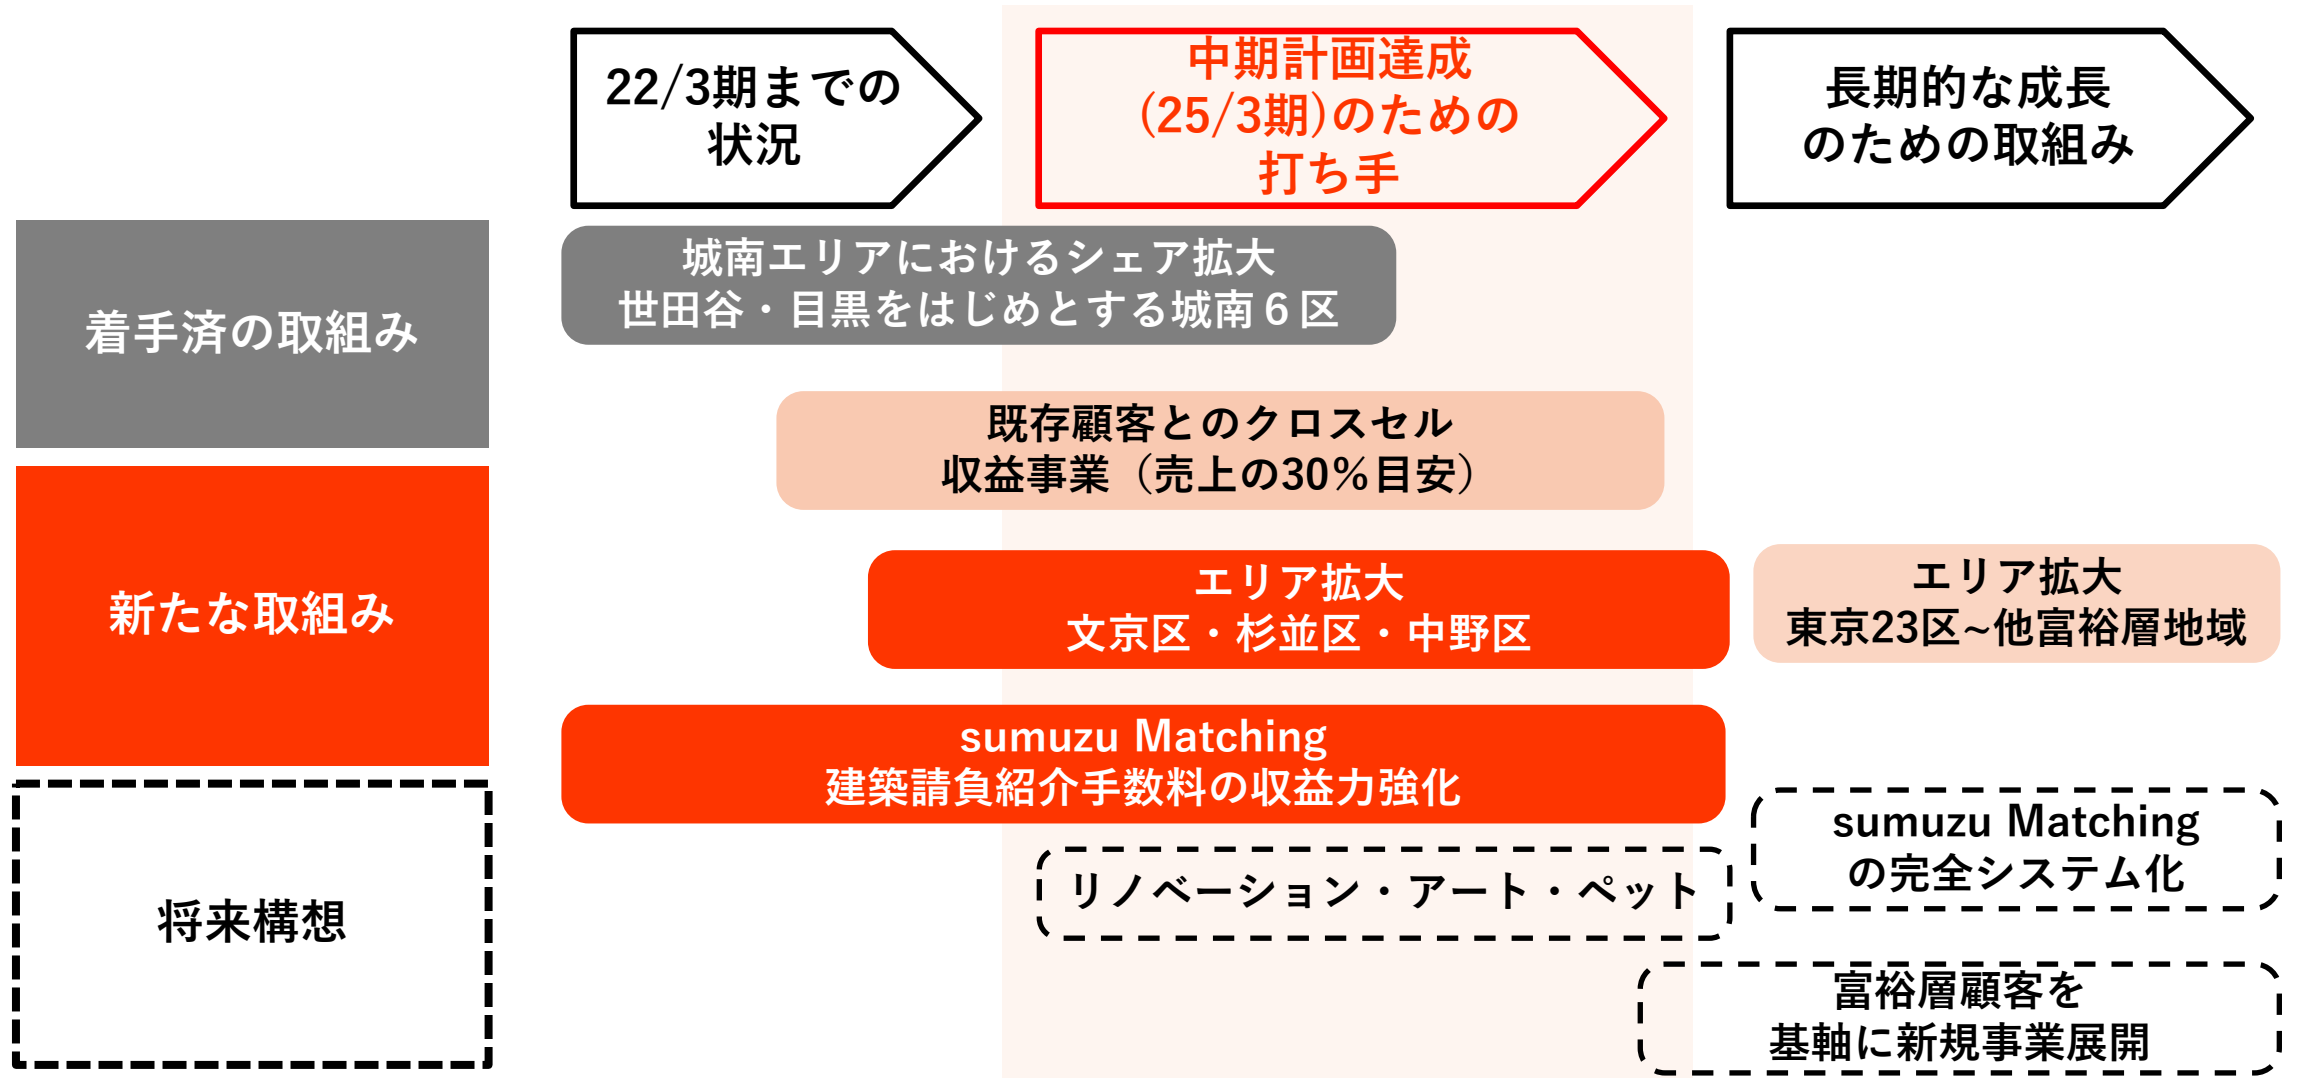 22/3期までの
状況
中期計画達成
(25/3期)のための
打ち手
長期的な成長
のための取組み
着手済の取組み
城南エリアにおけるシェア拡大
世田谷・目黒をはじめとする城南６区
既存顧客とのクロスセル
収益事業（売上の30％目安）
新たな取組み
エリア拡大
文京区・杉並区・中野区
エリア拡大
東京23区~他富裕層地域
sumuzu Matching
建築請負紹介手数料の収益力強化
将来構想
sumuzu Matching
の完全システム化
リノベーション・アート・ペット
富裕層顧客を
基軸に新規事業展開